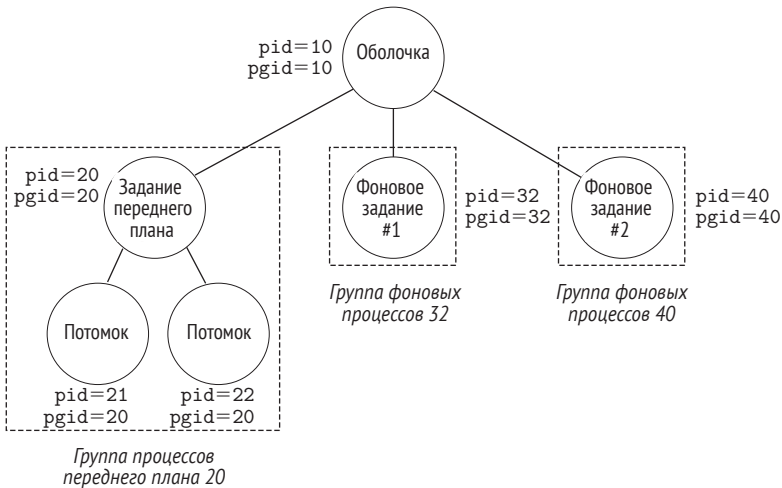 pid=10
pgid=10
Оболочка
pid=20
pgid=20
Задание
переднего
плана
Фоновое
задание
#1
pid=32
pgid=32
Фоновое
задание
#2
pid=40
pgid=40
Группа фоновых
процессов 32
Группа фоновых
процессов 40
Потомок
Потомок
pid=21
pgid=20
pid=22
pgid=20
Группа процессов
переднего плана 20